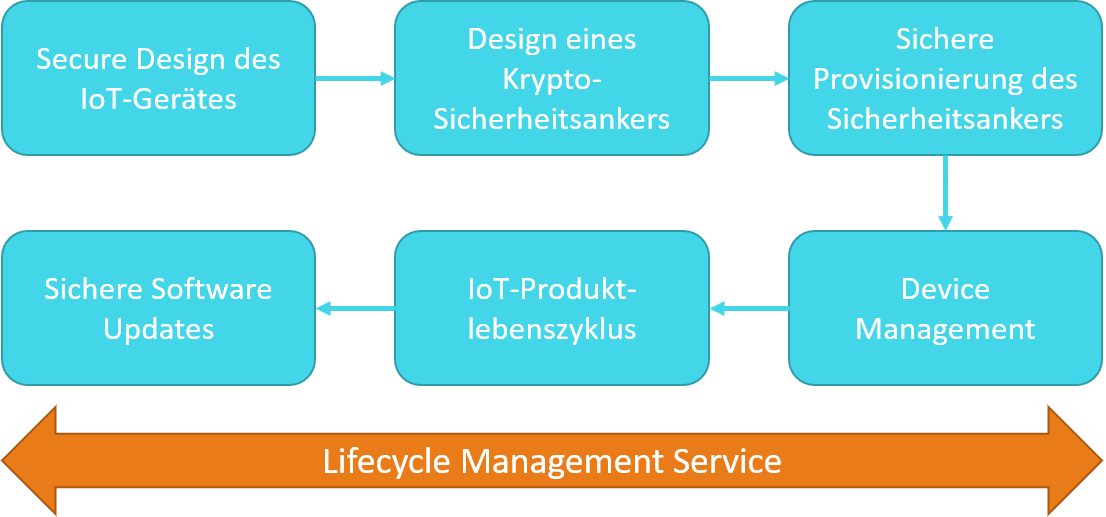 Secure Design des
IoT-Gerätes
Design eines
Krypto-
Sicherheitsankers
Sichere
Provisionierung des
Sicherheitsankers
Device
Management
IoT-Produkt-
lebenszyklus
Sichere Software
Updates
Lifecycle Management Service